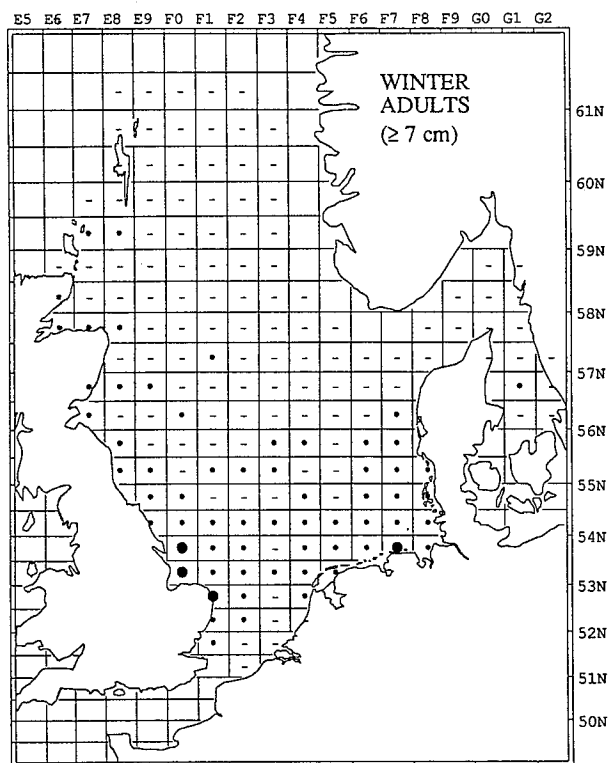 E5 E6 E7 E8 E9 F0 F1 F2 F3 F4 F5 F6 F7 F8 F9 G0 G1 G2
WINTER
ADULTS
(≥ 7 cm)
61N
60N
59N
58N
57N
56N
55N
54N
53N
52N
51N
50N